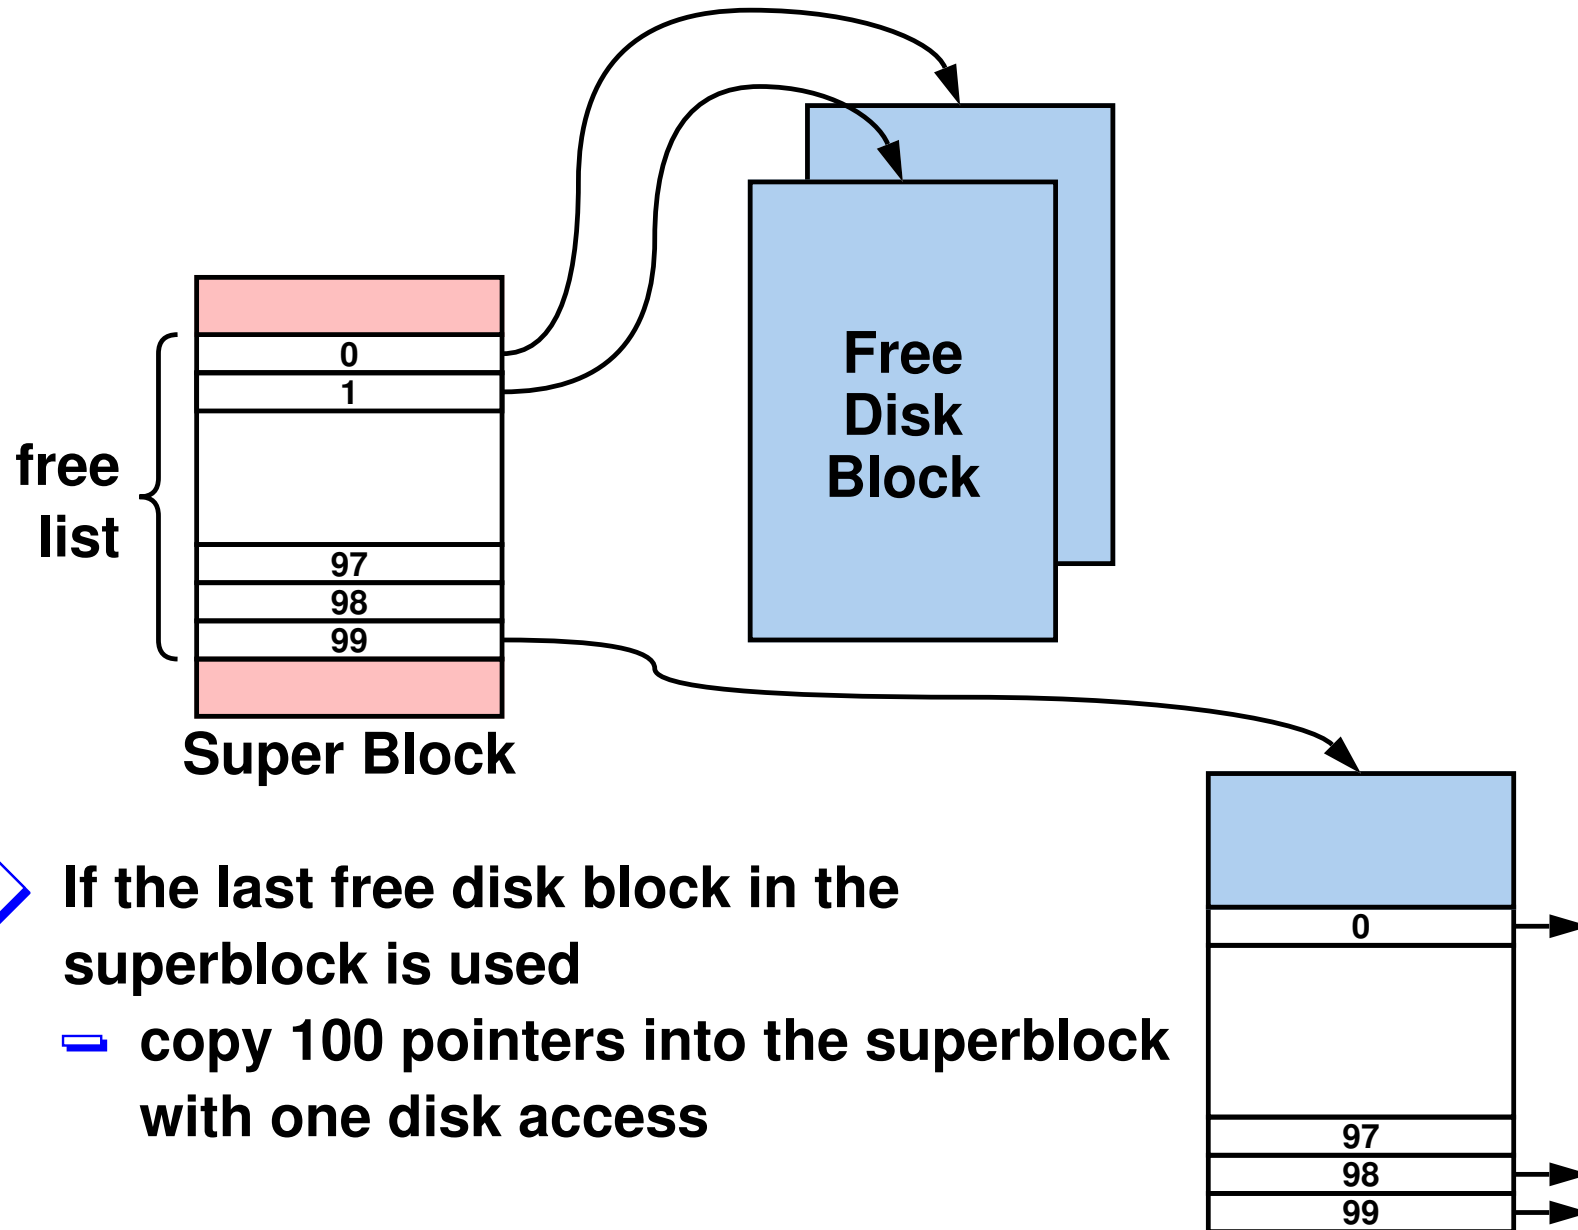 0
1
free
list
97
98
99
Super Block
Free
Disk
Block
If the last free disk block in the
superblock is used
copy 100 pointers into the superblock
with one disk access
0
97
98
99